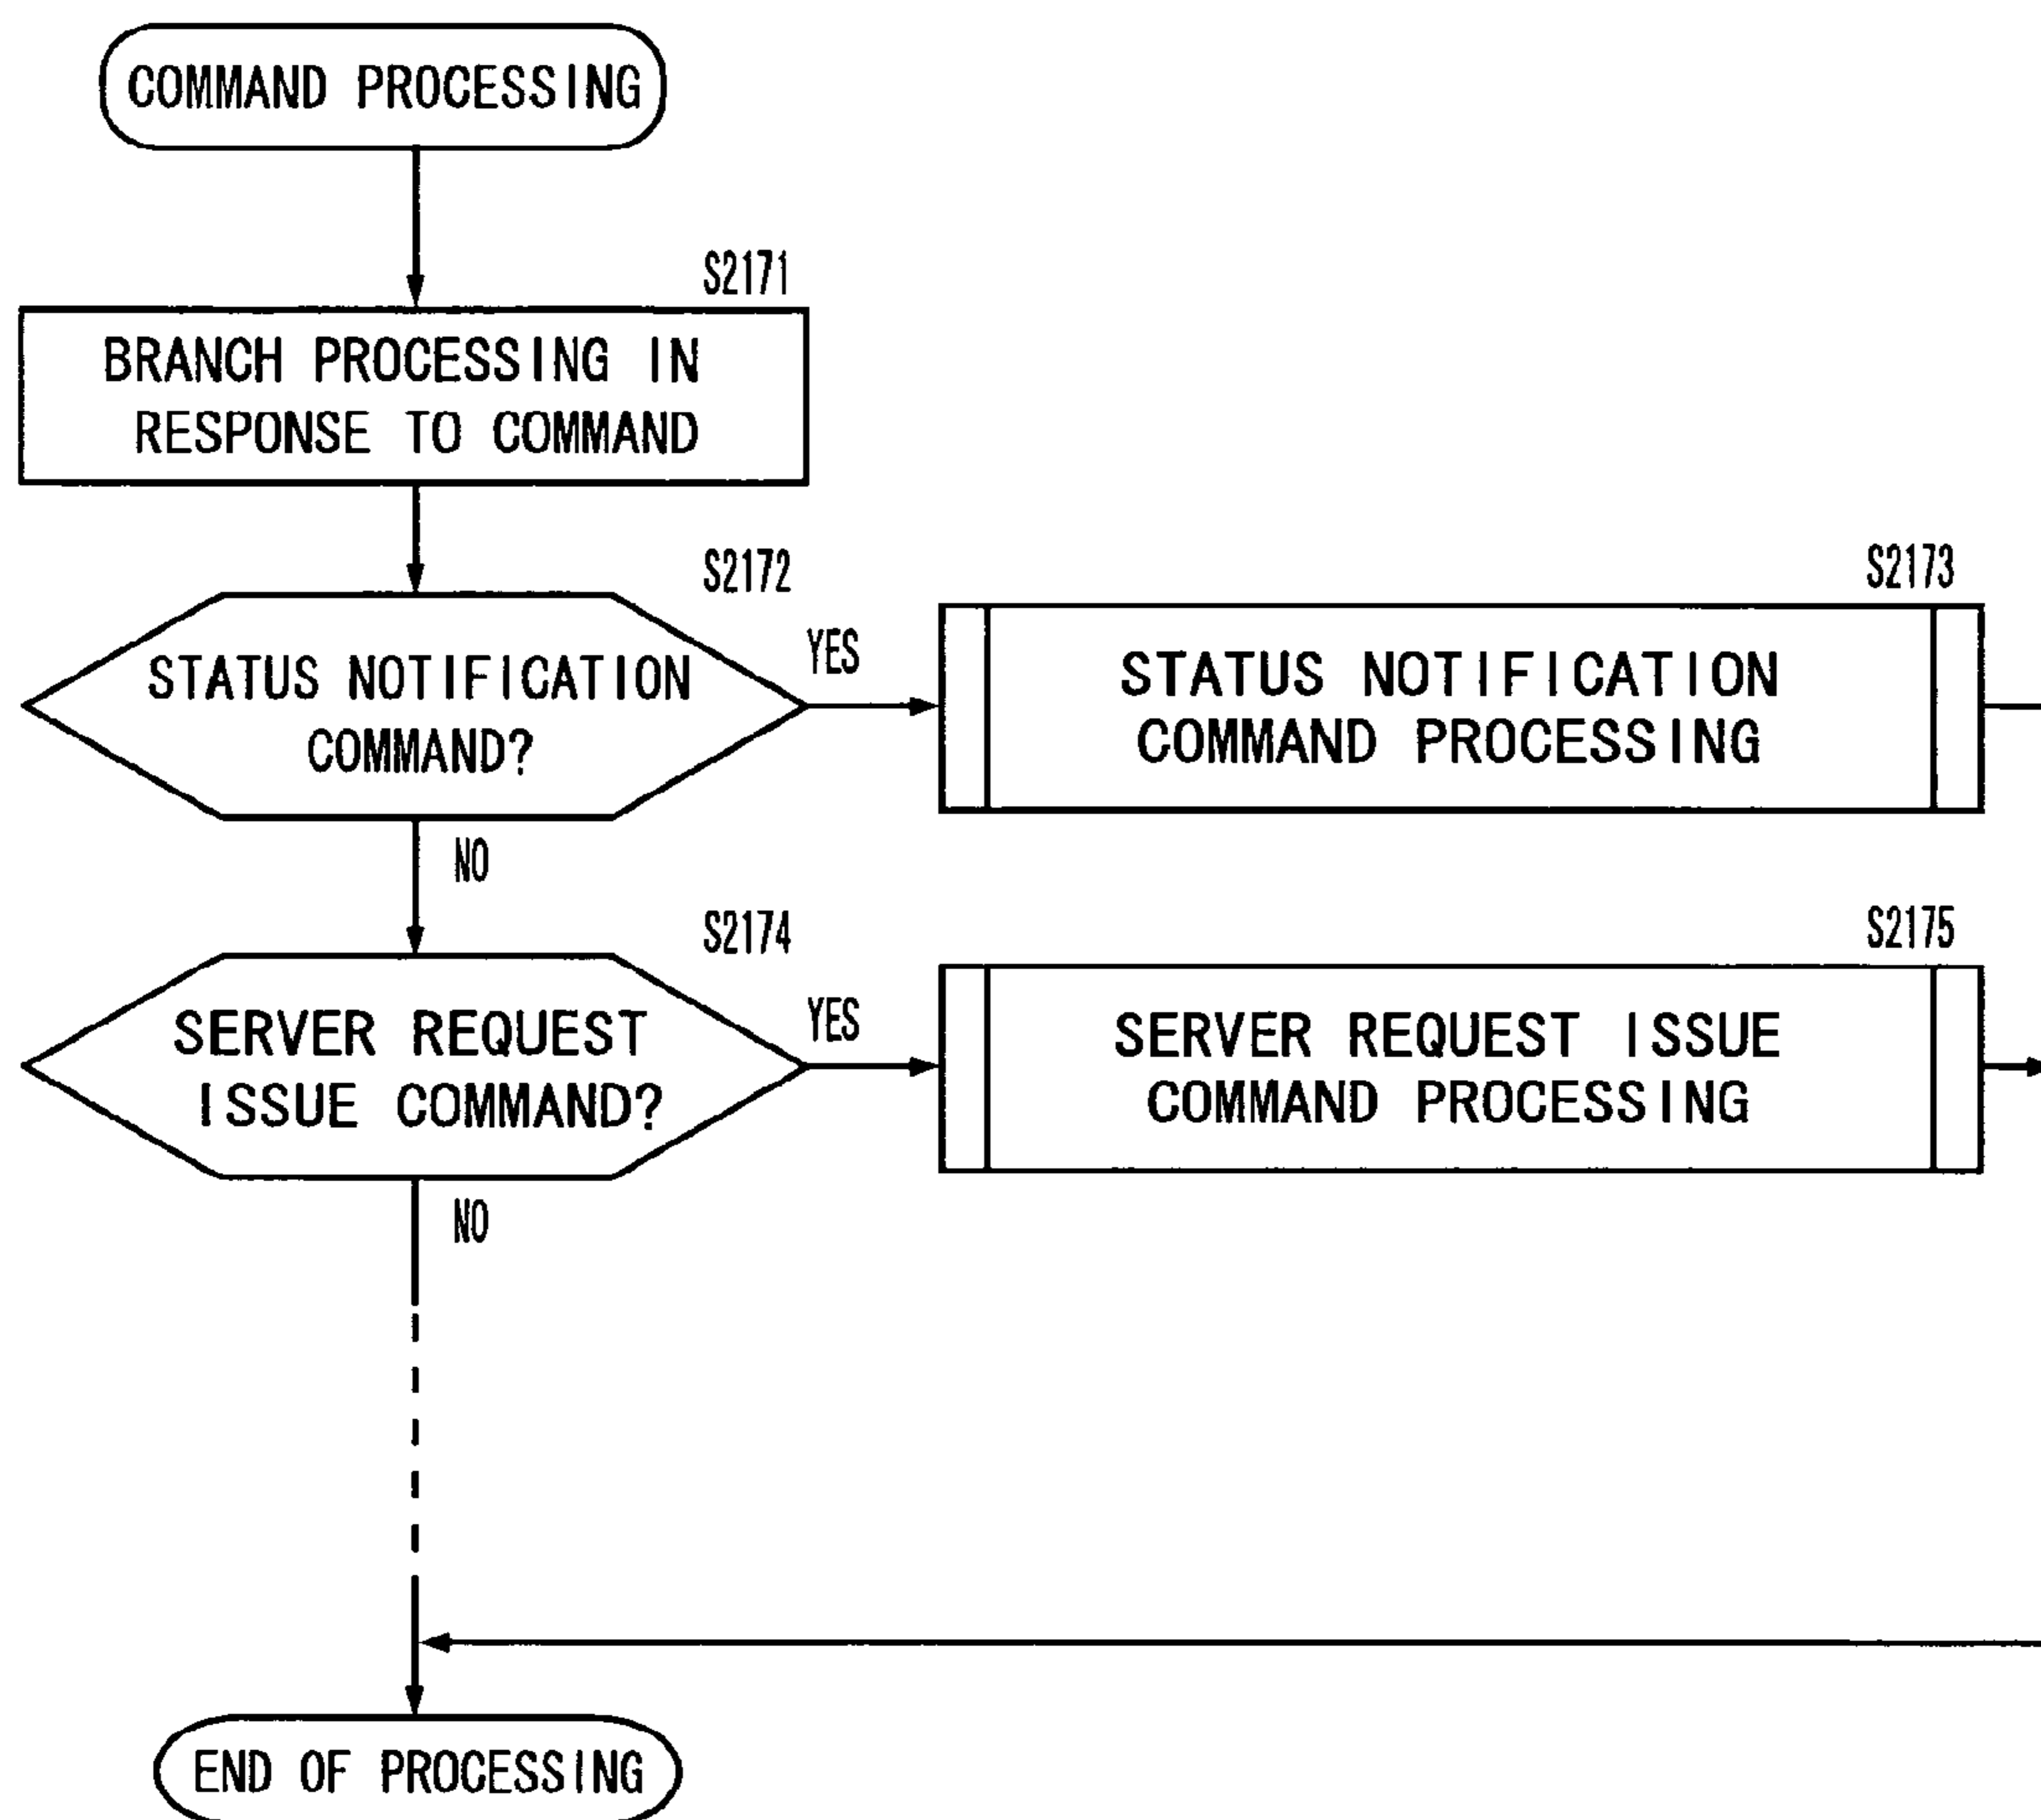 COMMAND PROCESSING
S2171
BRANCH PROCESSING IN
RESPONSE TO COMMAND
S2172
STATUS NOTIFICATION
COMMAND?
YES
S2173
STATUS NOTIFICATION
COMMAND PROCESSING
NO
S2174
SERVER REQUEST
ISSUE COMMAND?
YES
S2175
SERVER REQUEST ISSUE
COMMAND PROCESSING
NO
END OF PROCESSING